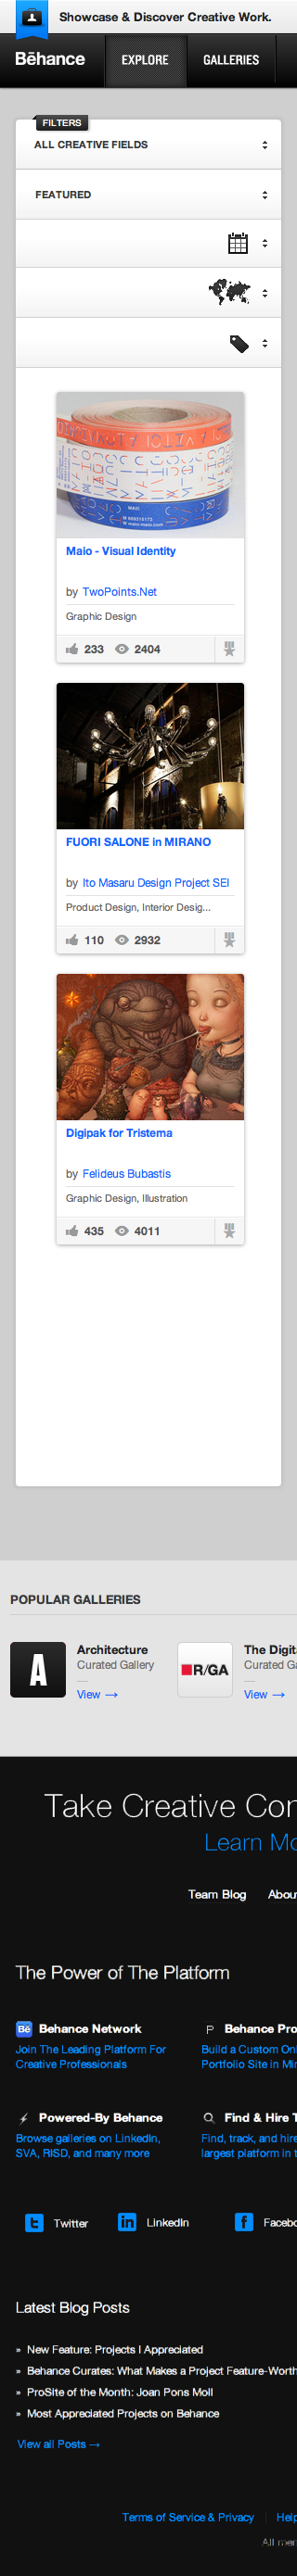 Showcase & Discover Creative Work.
Bēhance
EXPLORE
GALLERIES
FILTERS
ALL CREATIVE FIELDS
FEATURED
MAIO
Maio - Visual Identity
by TwoPoints.Net
Graphic Design
233 2404
FUORI SALONE in MIRANO
by Ito Masaru Design Project SEI
Product Design, Interior Desig...
110 2932
Digipak for Tristema
by Felideus Bubastis
Graphic Design, Illustration
435 4011
POPULAR GALLERIES
A
Architecture
Curated Gallery
View →
R/GA
The Digit
Curated Ga
View →
Take Creative Con
Learn Mo
Team Blog
Abou
The Power of The Platform
Bē Behance Network
Join The Leading Platform For
Creative Professionals
P Behance Pro
Build a Custom Onl
Portfolio Site in Min
Powered-By Behance
Browse galleries on LinkedIn,
SVA, RISD, and many more
Find & Hire T
Find, track, and hire
largest platform in t
Twitter
in LinkedIn
f Facebo
Latest Blog Posts
» New Feature: Projects I Appreciated
» Behance Curates: What Makes a Project Feature-Worth
» ProSite of the Month: Joan Pons Moll
» Most Appreciated Projects on Behance
View all Posts →
Terms of Service & Privacy
Help
All mem